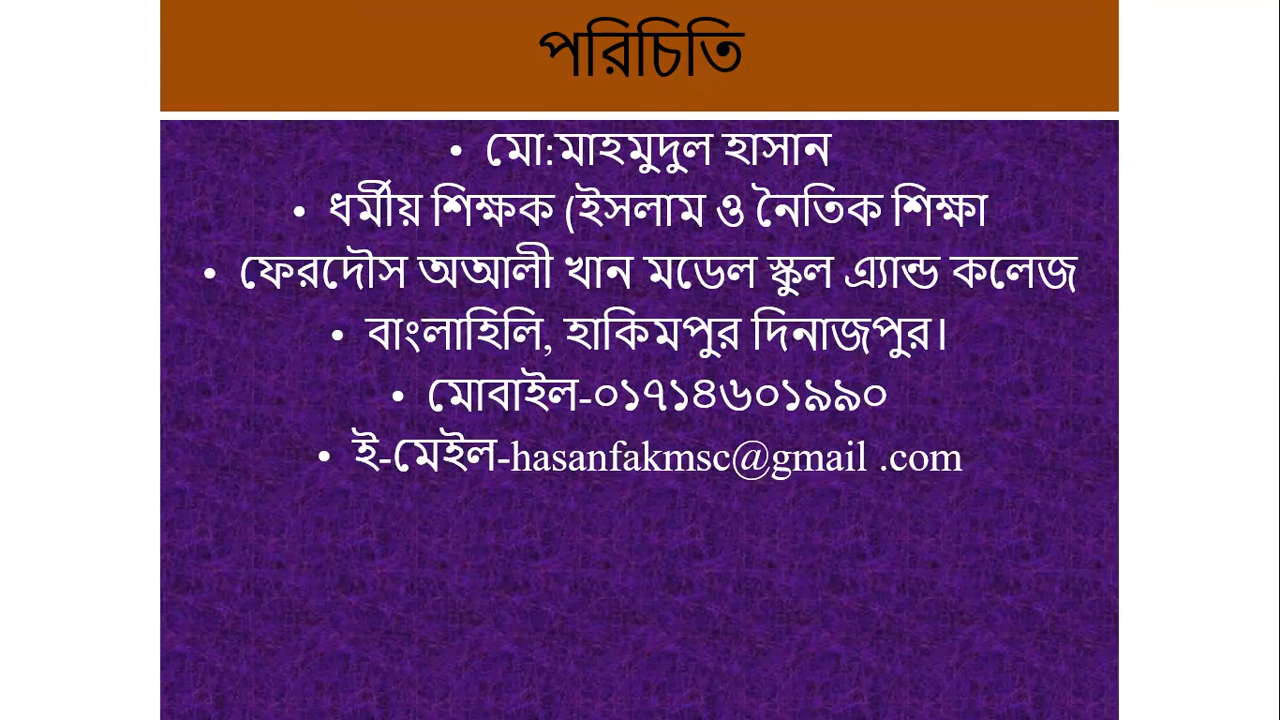 পরিচিতি
• মো:মাহমুদুল হাসান
• ধর্মীয় শিক্ষক (ইসলাম ও নৈতিক শিক্ষা
• ফেরদৌস অআলী খান মডেল স্কুল এ্যান্ড কলেজ
• বাংলাহিলি, হাকিমপুর দিনাজপুর।
• মোবাইল-০১৭১৪৬০১৯৯০
• ই-মেইল-hasanfakmsc@gmail .com